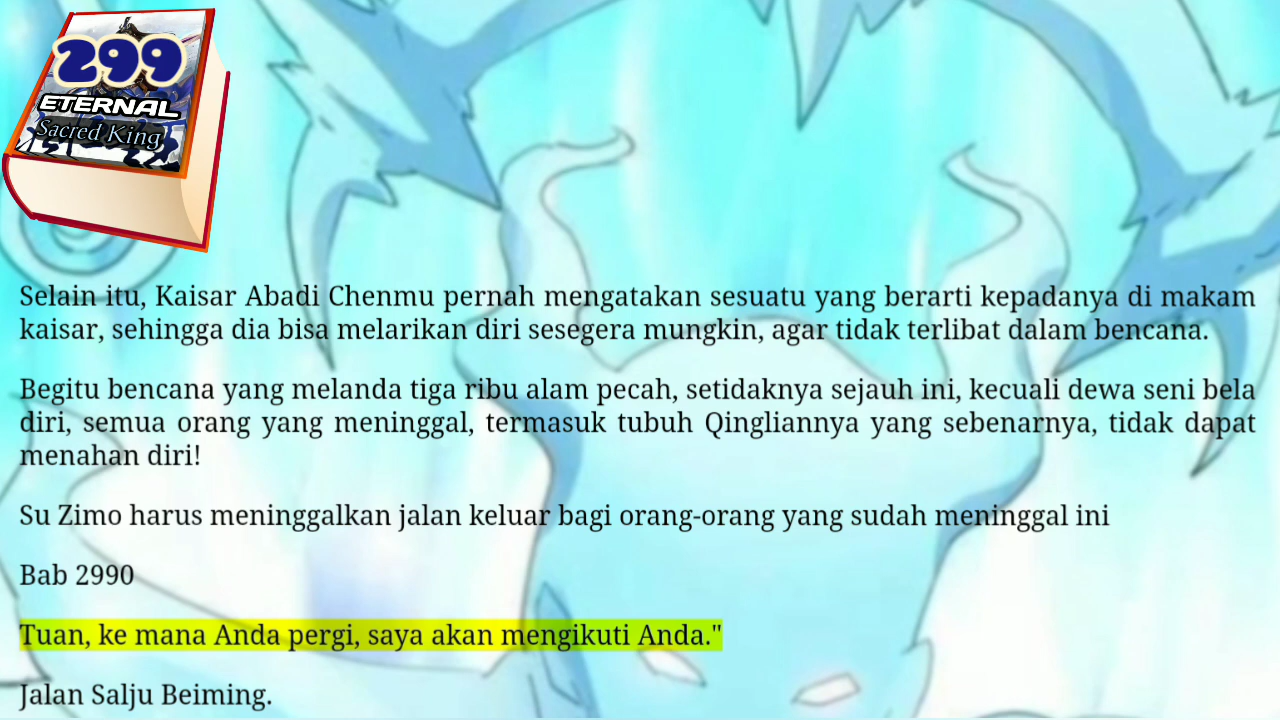 299
ETERNAL
Sacred King
Selain itu, Kaisar Abadi Chenmu pernah mengatakan sesuatu yang berarti kepadanya di makam
kaisar, sehingga dia bisa melarikan diri sesegera mungkin, agar tidak terlibat dalam bencana.
Begitu bencana yang melanda tiga ribu alam pecah, setidaknya sejauh ini, kecuali dewa seni bela
diri, semua orang yang meninggal, termasuk tubuh Qingliannya yang sebenarnya, tidak dapat
menahan diri!
Su Zimo harus meninggalkan jalan keluar bagi orang-orang yang sudah meninggal ini
Bab 2990
Tuan, ke mana Anda pergi, saya akan mengikuti Anda."
Jalan Salju Beiming.